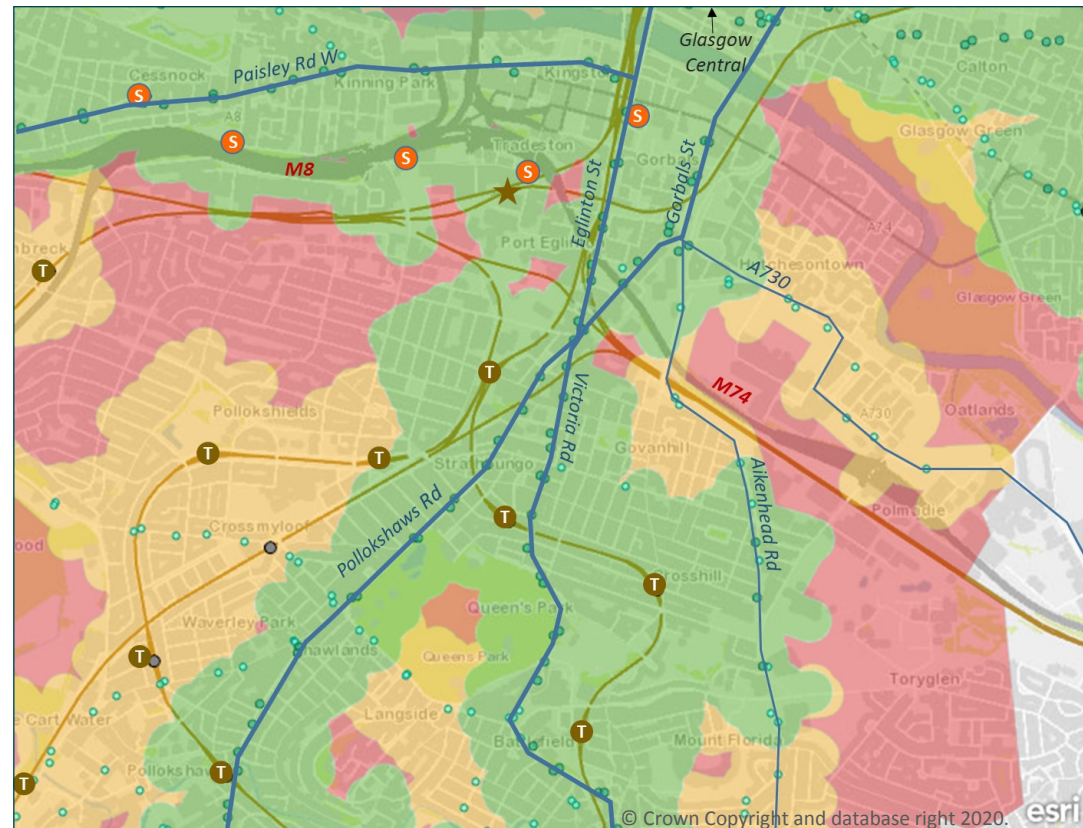 Glasgow
Central
Calton
Cessnock
Paisley Rd W
Kinning Park
Kingston
S
S
A8
S
S
S
Glasgow Green
M8
Tradeston
Gorbals
Eglinton St
Gorbals St
A74
Port Eglinton
Hutchesontown
A730
Glasgow Green
T
T
Victoria Rd
M74
Pollokshields
A730
Oatlands
Govanhill
T
T
Strathbungo
Aikenhead Rd
T
Polmadie
Crossmyloof
Pollokshaws Rd
Crosshill
T
Queen's Park
Waverley Park
Shawlands
T
Queens Park
Toryglen
Langside
Cart Water
T
Battlefield
Mount Florida
T
Pollokshaw
T
© Crown Copyright and database right 2020.
esri